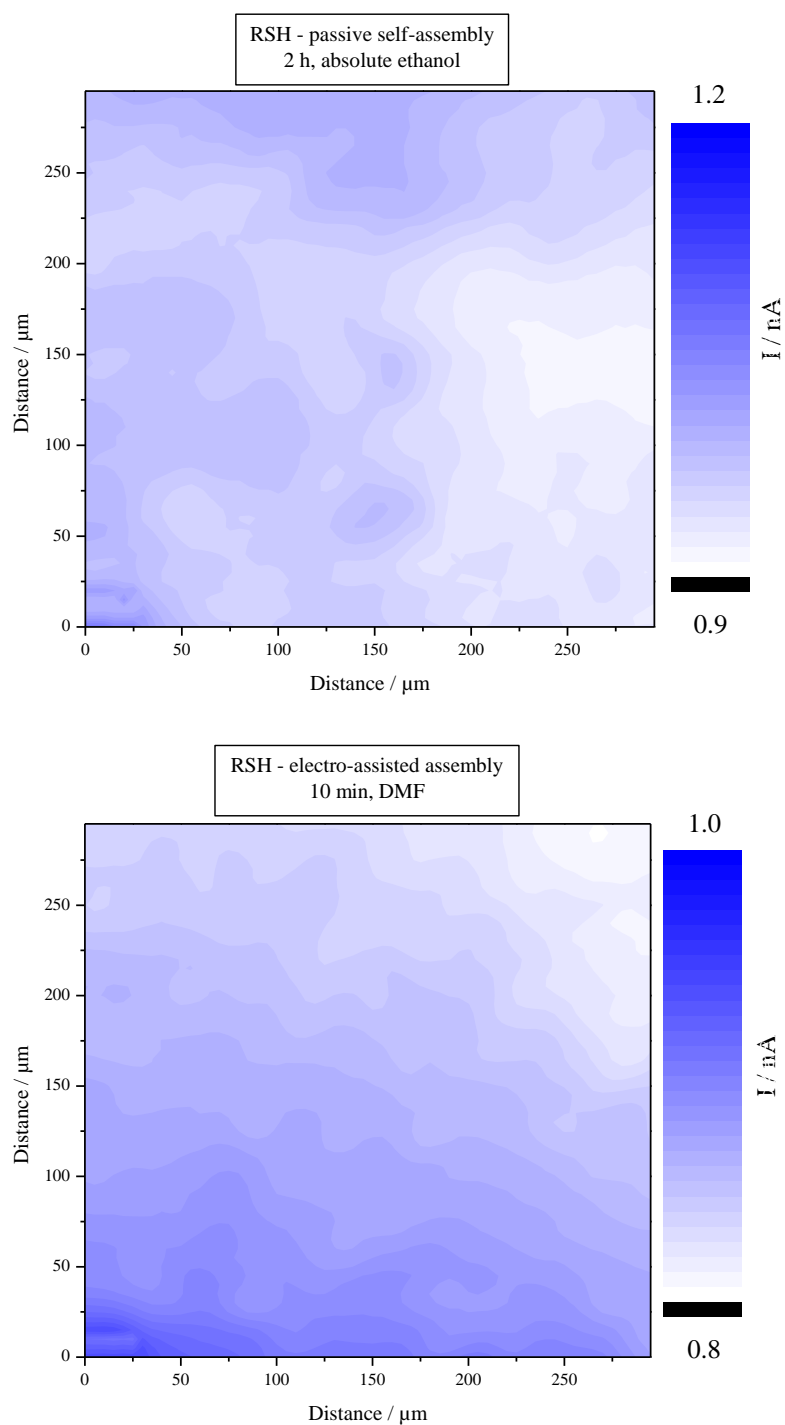 RSH - passive self-assembly
2 h, absolute ethanol
1.2
250
200
150
100
50
0
Distance / µm
I / nA
0.9
0
50
100
150
200
250
Distance / µm
RSH - electro-assisted assembly
10 min, DMF
1.0
250
200
150
100
50
0
Distance / µm
I / nA
0.8
0
50
100
150
200
250
Distance / µm